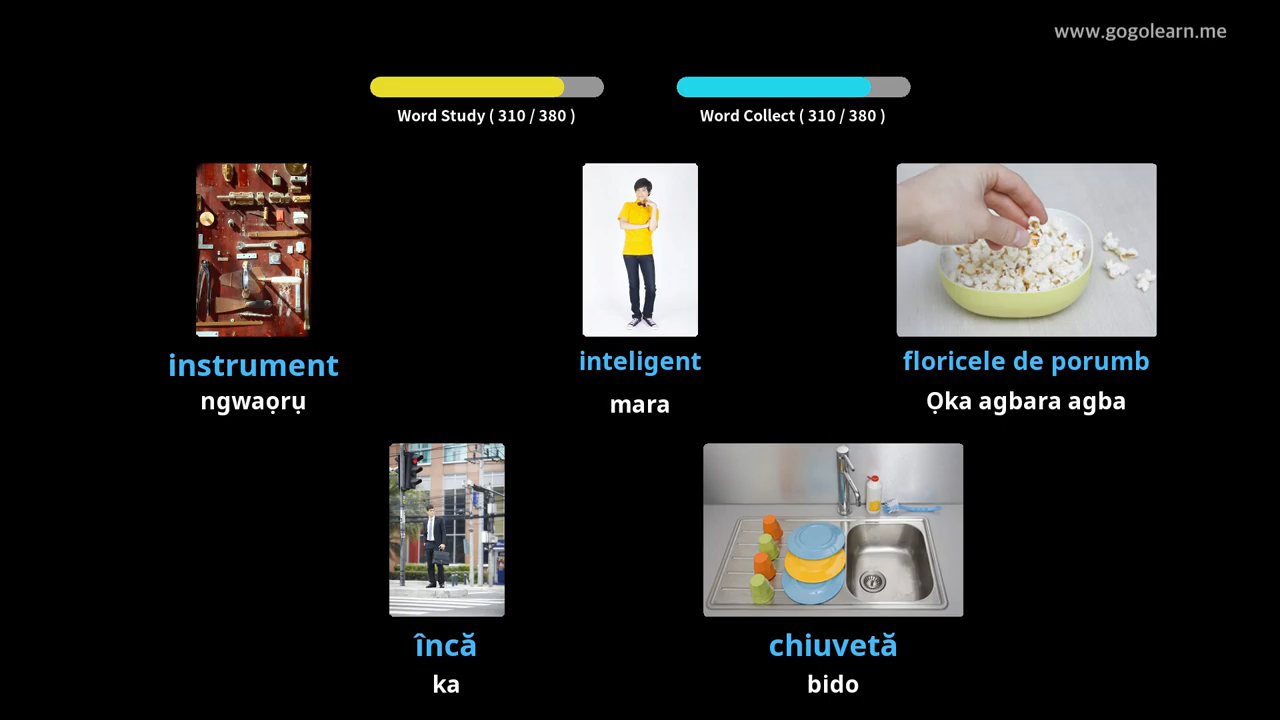 www.gogolearn.me
Word Study ( 310 / 380 )
Word Collect ( 310 / 380 )
instrument
ngwaọrụ
inteligent
mara
floricele de porumb
Ọka agbara agba
încă
ka
chiuvetă
bido